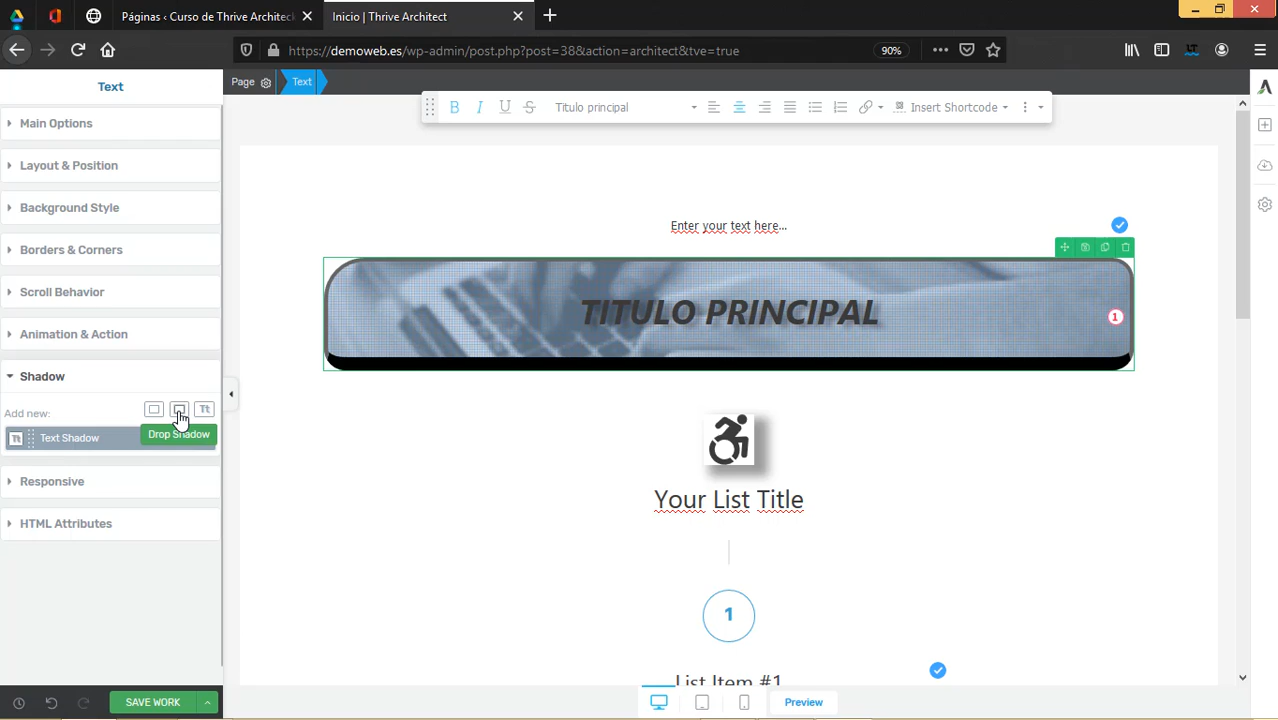 Páginas ‹ Curso de Thrive Architect
Inicio | Thrive Architect
https://demoweb.es/wp-admin/post.php?post=38&action=architect&tve=true
90%
Text
Page
Text
B I U S Titulo principal
Insert Shortcode
Main Options
Layout & Position
Background Style
Borders & Corners
Scroll Behavior
Animation & Action
Shadow
Add new:
Tt
Tt Text Shadow
Drop Shadow
Responsive
HTML Attributes
Enter your text here...
TITULO PRINCIPAL
1
Your List Title
1
List Item #1
SAVE WORK
Preview